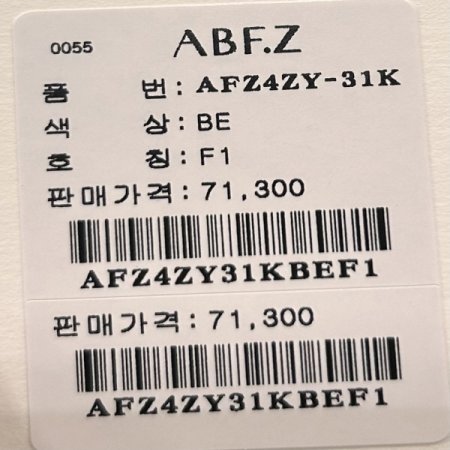 0055 ABF.Z
품 번 : AFZ4ZY-31K
색 상 : BE
호 칭 : F1
판매가격 : 71,300
AFZ4ZY31KBEF1
판매가격 : 71,300
AFZ4ZY31KBEF1